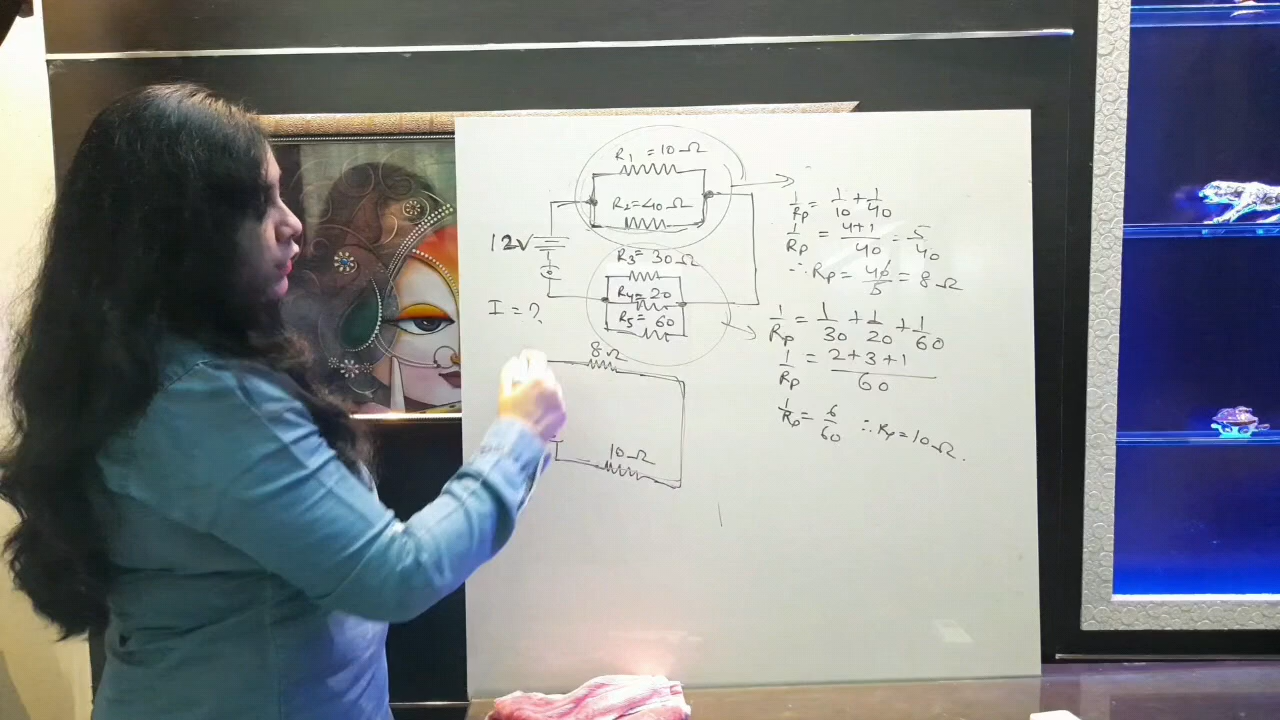 R₁ = 10 Ω
R₂ = 40 Ω
12V
R₃ = 30 Ω
R₄ = 20
R₅ = 60
I = ?
8 Ω
10 Ω
1/Rp = 1/10 + 1/40
1/Rp = 4+1/40 = 5/40
∴ Rp = 40/5 = 8 Ω
1/Rp = 1/30 + 1/20 + 1/60
1/Rp = 2+3+1/60
1/Rp = 6/60 ∴ Rp = 10 Ω.